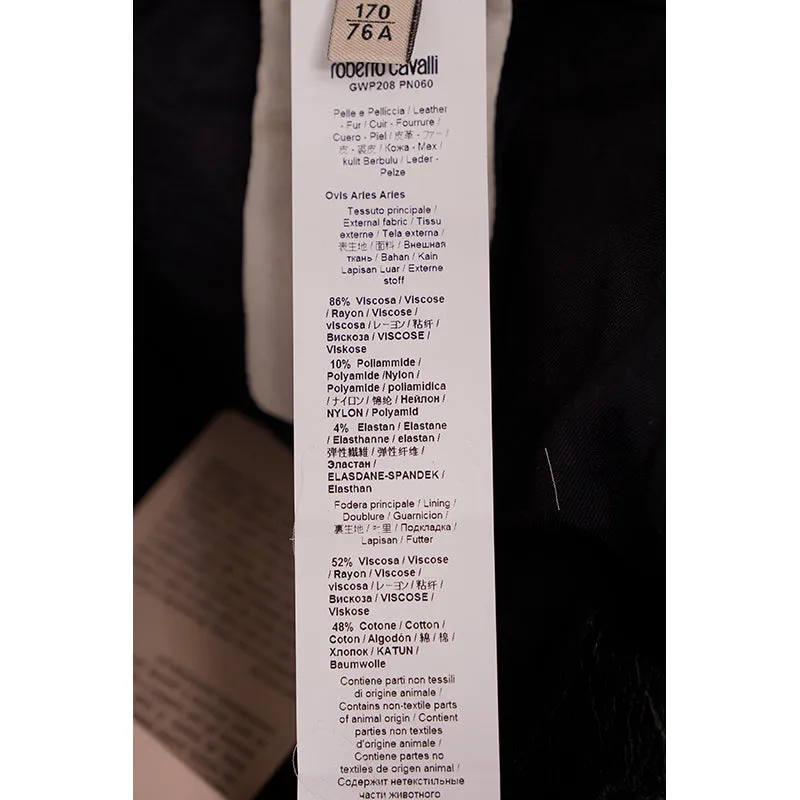 170
76 A
roberto cavalli
GWP208 PN060
Pelle e Pelliccia / Leather
- Fur / Cuir - Fourrure /
Cuero - Piel / 皮革 - ファー /
皮 - 裘皮 / Кожа - Мех /
kulit Berbulu / Leder -
Pelze
Ovis Aries Aries
Tessuto principale /
External fabric / Tissu
externe / Tela externa /
表生地 / 面料 / Внешная
ткань / Bahan / Kain
Lapisan Luar / Externe
stoff
86% Viscosa / Viscose
/ Rayon / Viscose /
viscosa / レーヨン / 粘纤 /
Вискоза / VISCOSE /
Viskose
10% Poliammide /
Polyamide /Nylon /
Polyamide / poliamidica
/ ナイロン / 锦纶 / Нейлон /
NYLON / Polyamid
4% Elastan / Elastane
/ Elasthanne / elastan /
弾性繊維 / 弹性纤维 /
Эластан /
ELASDANE-SPANDEK /
Elasthan
Fodera principale / Lining /
Doublure / Guarnicion /
裏生地 / 里 / Подкладка /
Lapisan / Futter
52% Viscosa / Viscose
/ Rayon / Viscose /
viscosa / レーヨン / 粘纤 /
Вискоза / VISCOSE /
Viskose
48% Cotone / Cotton /
Coton / Algodón / 綿 / 棉 /
Хлопок / KATUN /
Baumwolle
Contiene parti non tessili
di origine animale /
Contains non-textile parts
of animal origin / Contient
parties non textiles
d'origine animale /
Contiene partes no
textiles de origen animal /
Содержит нетекстильные
части животного